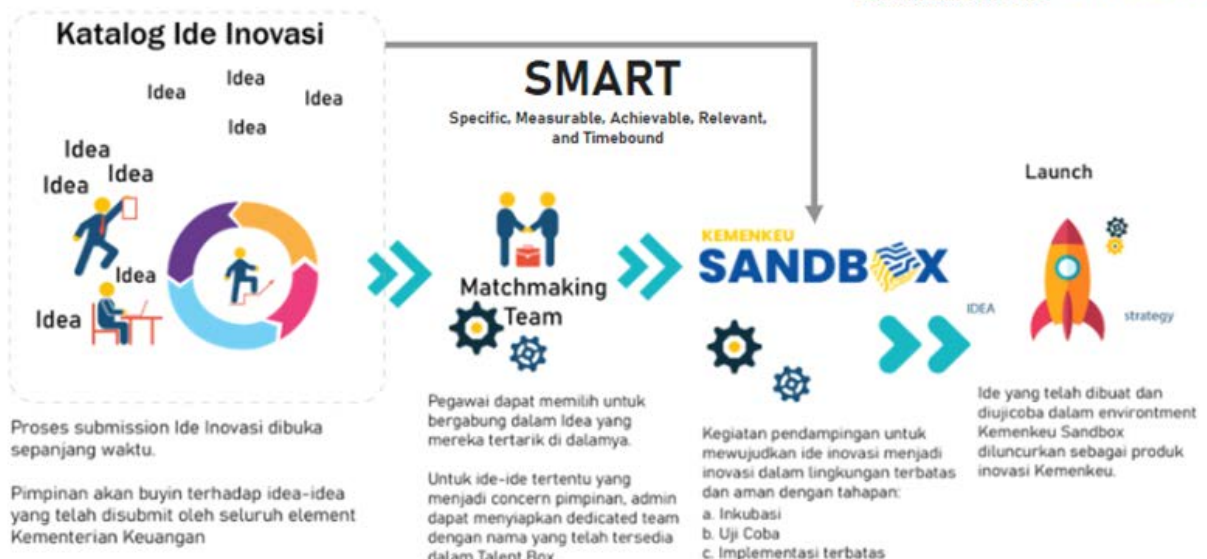 Katalog Ide Inovasi
Idea
Idea
Idea
Idea
Idea
Idea
Idea
Idea
Idea
SMART
Specific, Measurable, Achievable, Relevant,
and Timebound
Matchmaking
Team
KEMENKEU
SANDBOX
Launch
IDEA
strategy
Proses submission Ide Inovasi dibuka
sepanjang waktu.
Pimpinan akan buyin terhadap idea-idea
yang telah disubmit oleh seluruh element
Kementerian Keuangan
Pegawai dapat memilih untuk
bergabung dalam Idea yang
mereka tertarik di dalamya.
Untuk ide-ide tertentu yang
menjadi concern pimpinan, admin
dapat menyiapkan dedicated team
dengan nama yang telah tersedia
dalam Talent Box
Kegiatan pendampingan untuk
mewujudkan ide inovasi menjadi
inovasi dalam lingkungan terbatas
dan aman dengan tahapan:
a. Inkubasi
b. Uji Coba
c. Implementasi terbatas
Ide yang telah dibuat dan
diujicoba dalam environtment
Kemenkeu Sandbox
diluncurkan sebagai produk
inovasi Kemenkeu.